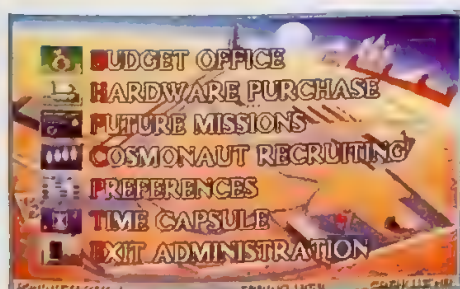 BUDGET OFFICE
HARDWARE PURCHASE
FUTURE MISSIONS
COSMONAUT RECRUITING
PREFERENCES
TIME CAPSULE
EXIT ADMINISTRATION